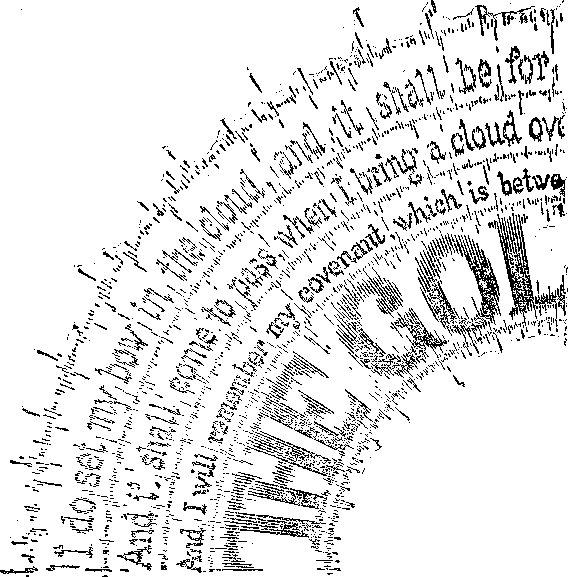 I do set my bow in the cloud, and it shall be for
And it shall come to pass when I bring a cloud ove
And I will remember my covenant, which is betwe
THE GOL